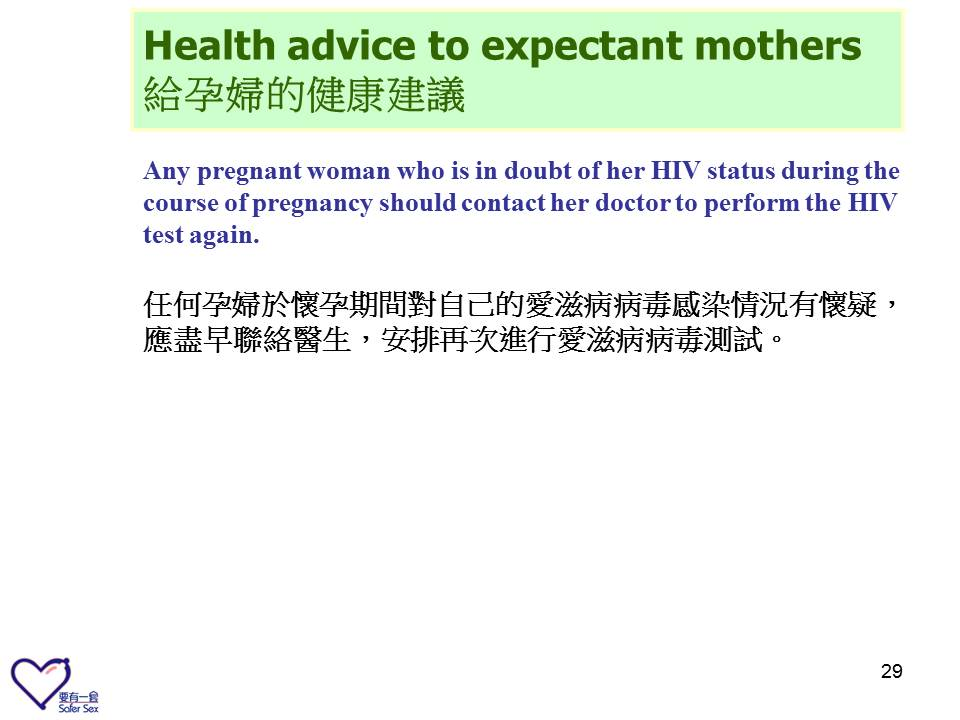 Health advice to expectant mothers
給孕婦的健康建議
Any pregnant woman who is in doubt of her HIV status during the
course of pregnancy should contact her doctor to perform the HIV
test again.
任何孕婦於懷孕期間對自己的愛滋病病毒感染情況有懷疑，
應盡早聯絡醫生，安排再次進行愛滋病病毒測試。
要有一套
Safer Sex
29